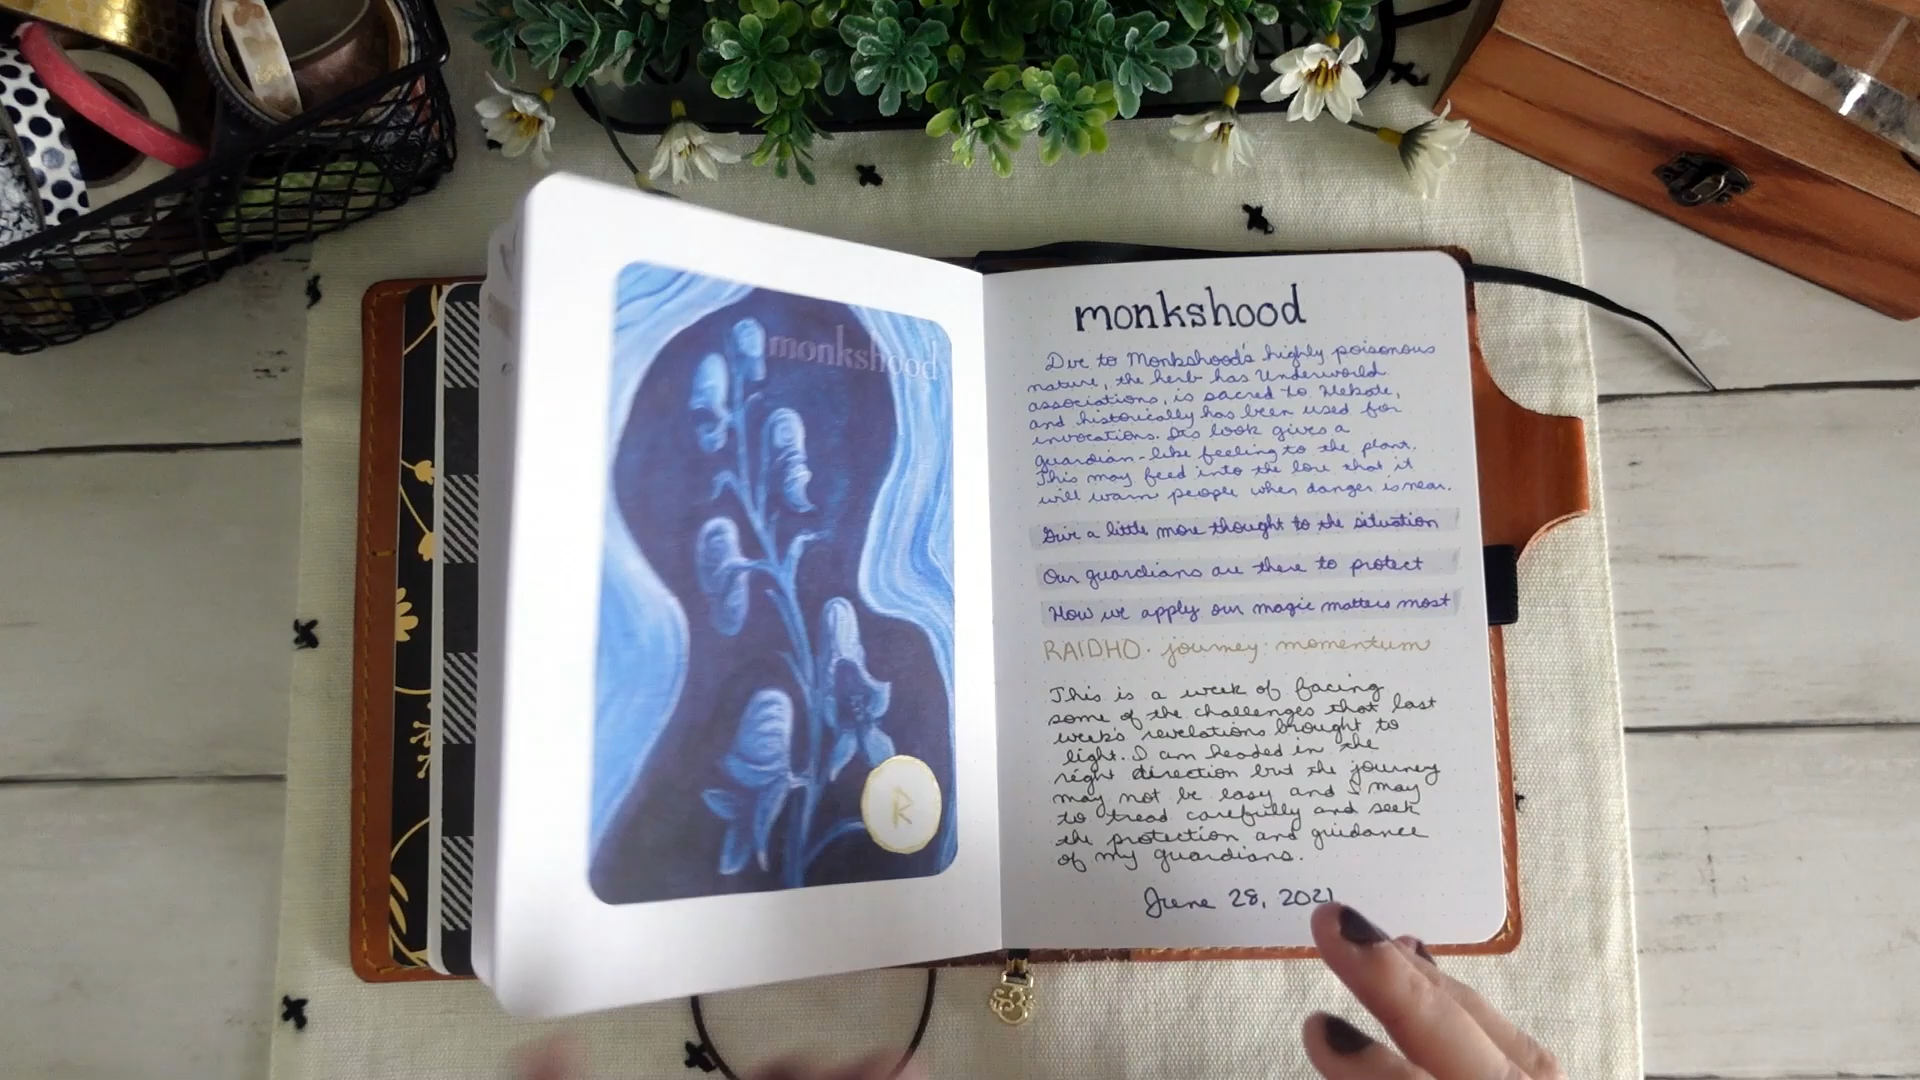 monkshood
R
monkshood
Due to Monkshood's highly poisonous
nature, the herb has Underworld
associations, is sacred to Hekate,
and historically has been used for
invocations. Its look gives a
guardian-like feeling to the plant.
This may feed into the lore that it
will warn people when danger is near.
Give a little more thought to the situation
Our guardians are there to protect
How we apply our magic matters most
RAIDHO · journey · momentum
This is a week of facing
some of the challenges that last
week's revelations brought to
light. I am headed in the
right direction but the journey
may not be easy and I may
to tread carefully and seek
the protection and guidance
of my guardians.
June 28, 2021